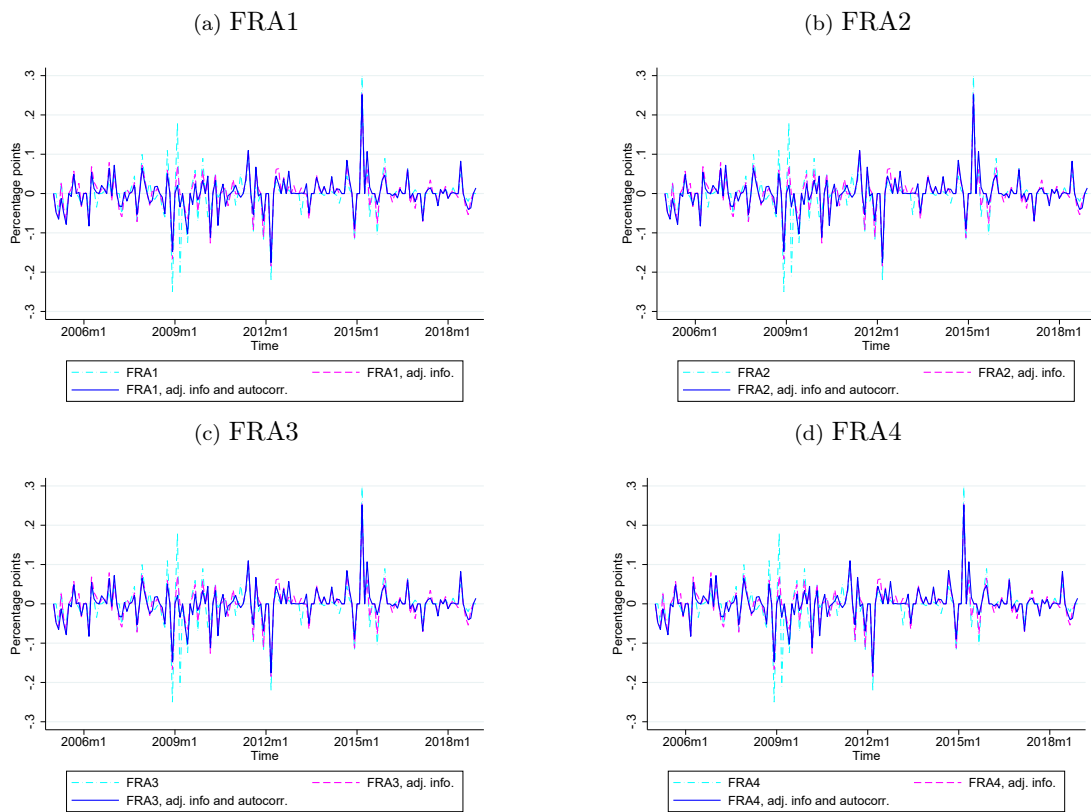 (a) FRA1
(b) FRA2
Percentage points
.3
.2
.1
0
-.1
-.2
-.3
2006m1 2009m1 2012m1 2015m1 2018m1
Time
FRA1 FRA1, adj. info.
FRA1, adj. info and autocorr.
Percentage points
.3
.2
.1
0
-.1
-.2
-.3
2006m1 2009m1 2012m1 2015m1 2018m1
Time
FRA2 FRA2, adj. info.
FRA2, adj. info and autocorr.
(c) FRA3
(d) FRA4
Percentage points
.3
.2
.1
0
-.1
-.2
-.3
2006m1 2009m1 2012m1 2015m1 2018m1
Time
FRA3 FRA3, adj. info.
FRA3, adj. info and autocorr.
Percentage points
.3
.2
.1
0
-.1
-.2
-.3
2006m1 2009m1 2012m1 2015m1 2018m1
Time
FRA4 FRA4, adj. info.
FRA4, adj. info and autocorr.